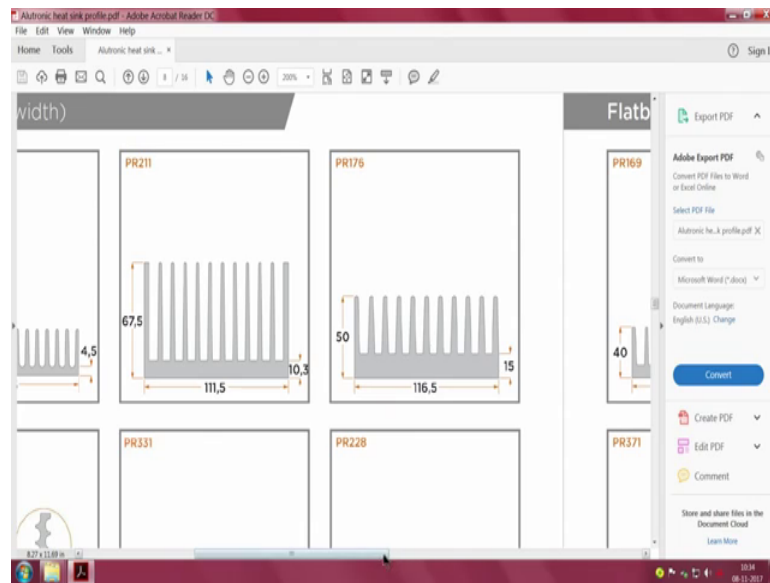 Alutronic heat sink profile.pdf - Adobe Acrobat Reader DC
File Edit View Window Help
Home Tools Alutronic heat sink ... × Sign I
8 / 16 200%
width)
Flatb
PR211
PR176
PR169
67,5
10,3
111,5
50
15
116,5
4,5
40
PR331
PR228
PR371
Export PDF
Adobe Export PDF
Convert PDF Files to Word
or Excel Online
Select PDF File
Alutronic he...k profile.pdf X
Convert to
Microsoft Word (*.docx)
Document Language:
English (U.S.) Change
Convert
Create PDF
Edit PDF
Comment
Store and share files in the
Document Cloud
Learn More
8.27 x 11.69 in
10:34
08-11-2017